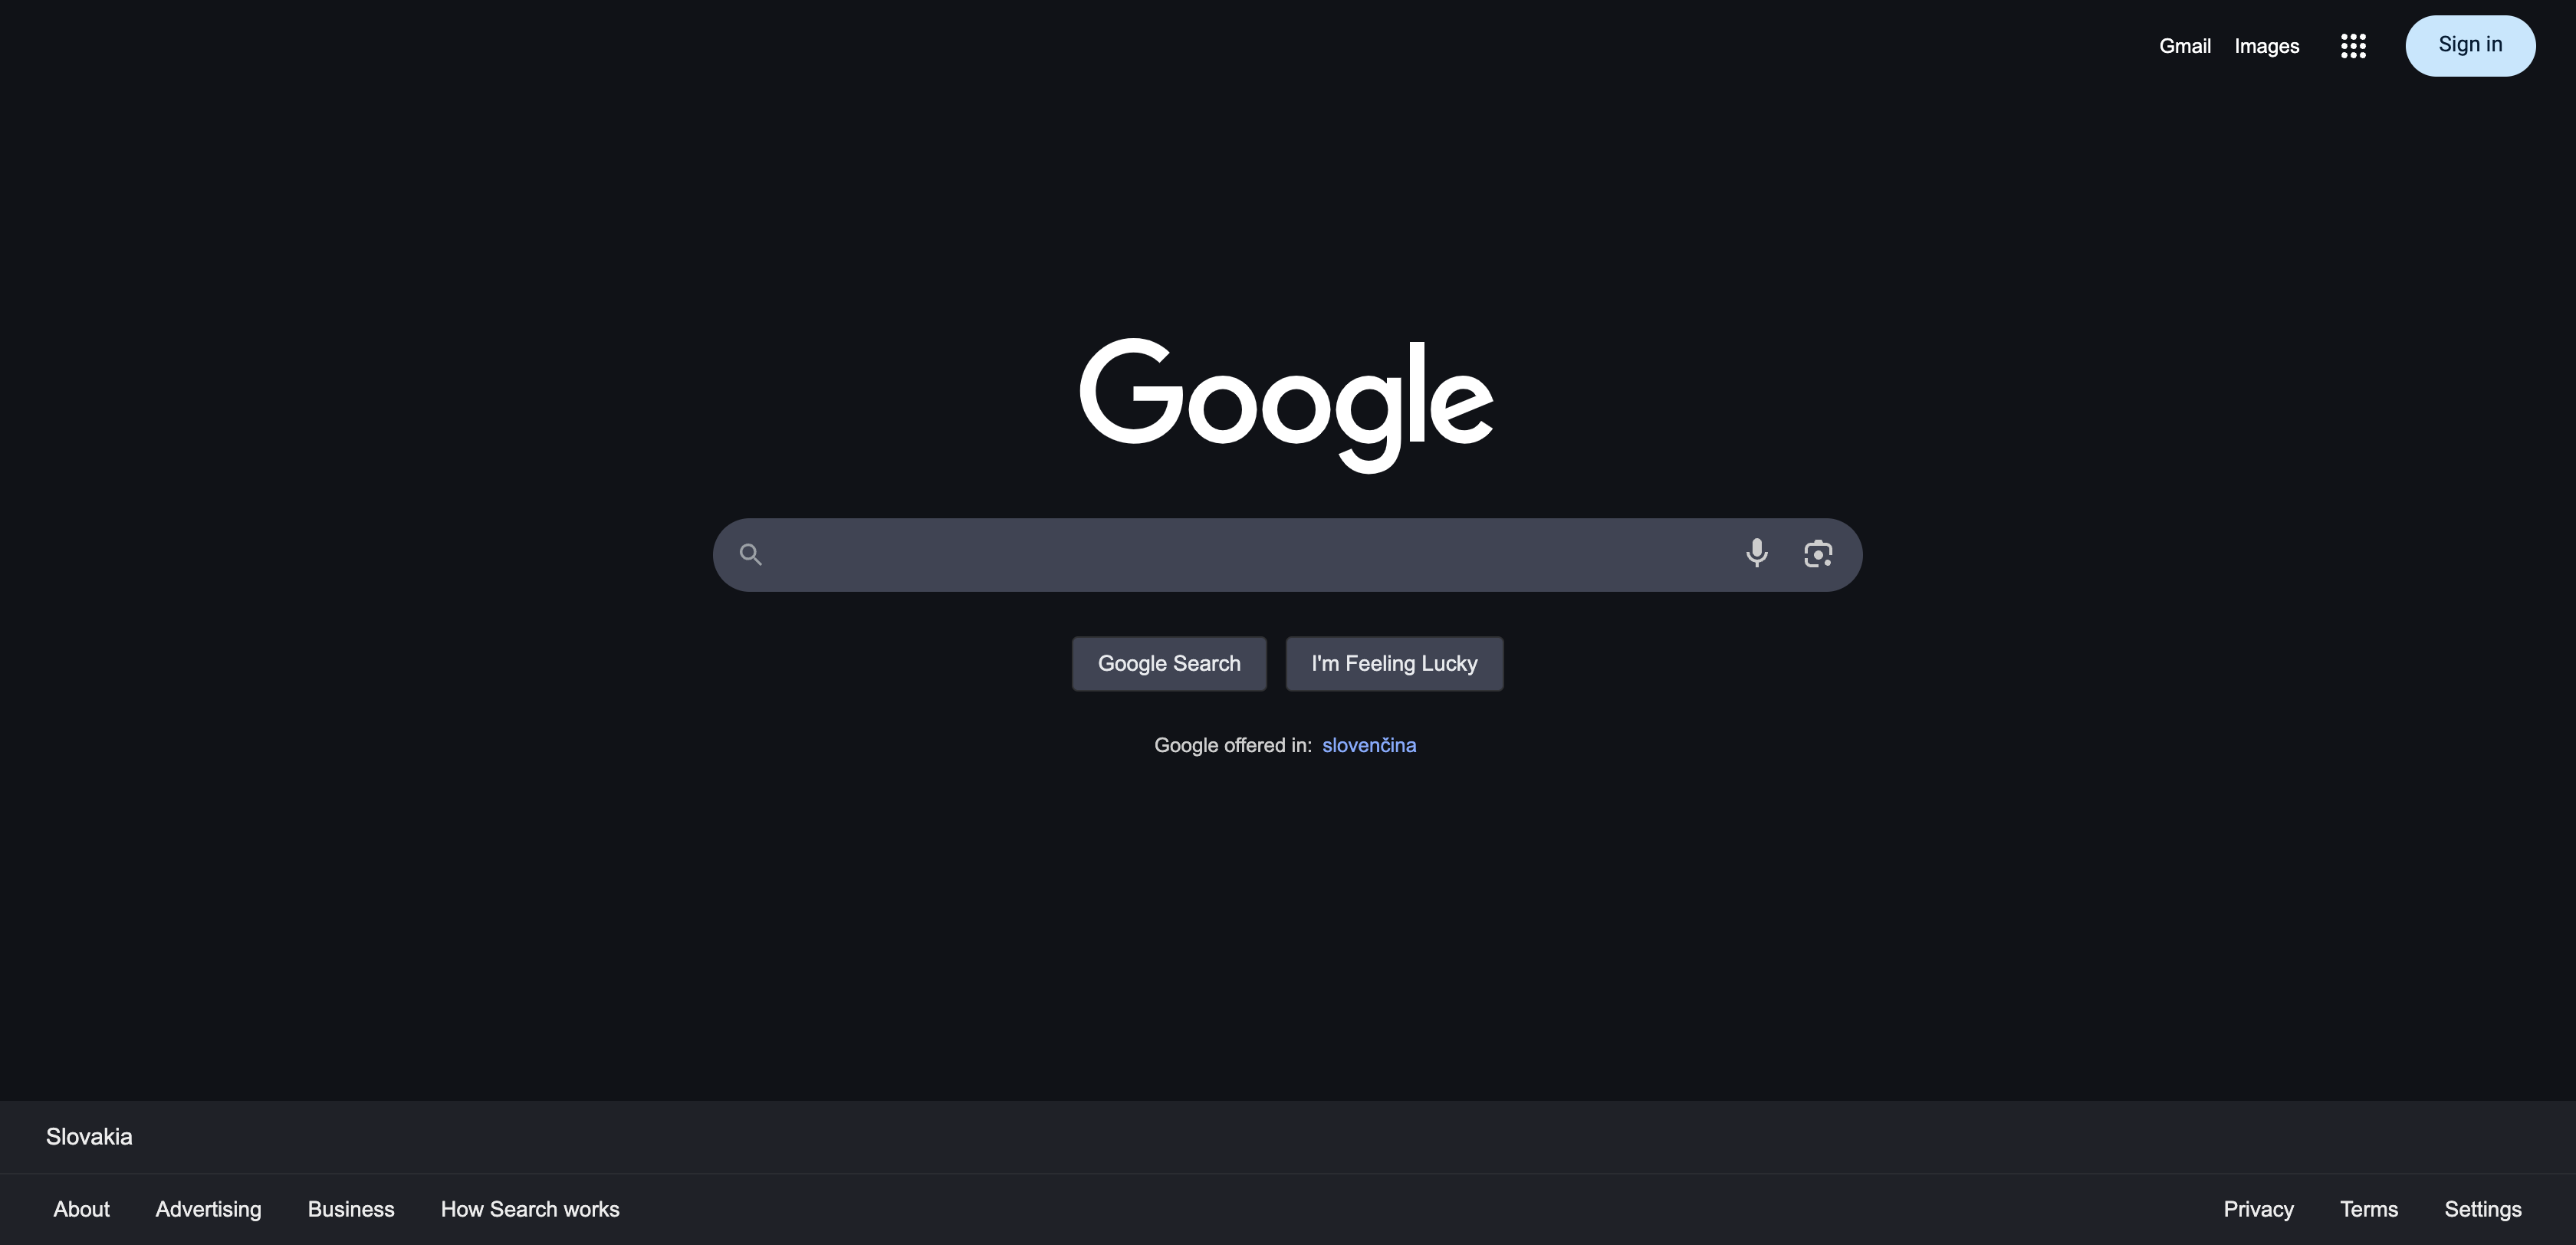 Gmail Images Sign in
Google
Google Search I'm Feeling Lucky
Google offered in: slovenčina
Slovakia
About Advertising Business How Search works Privacy Terms Settings